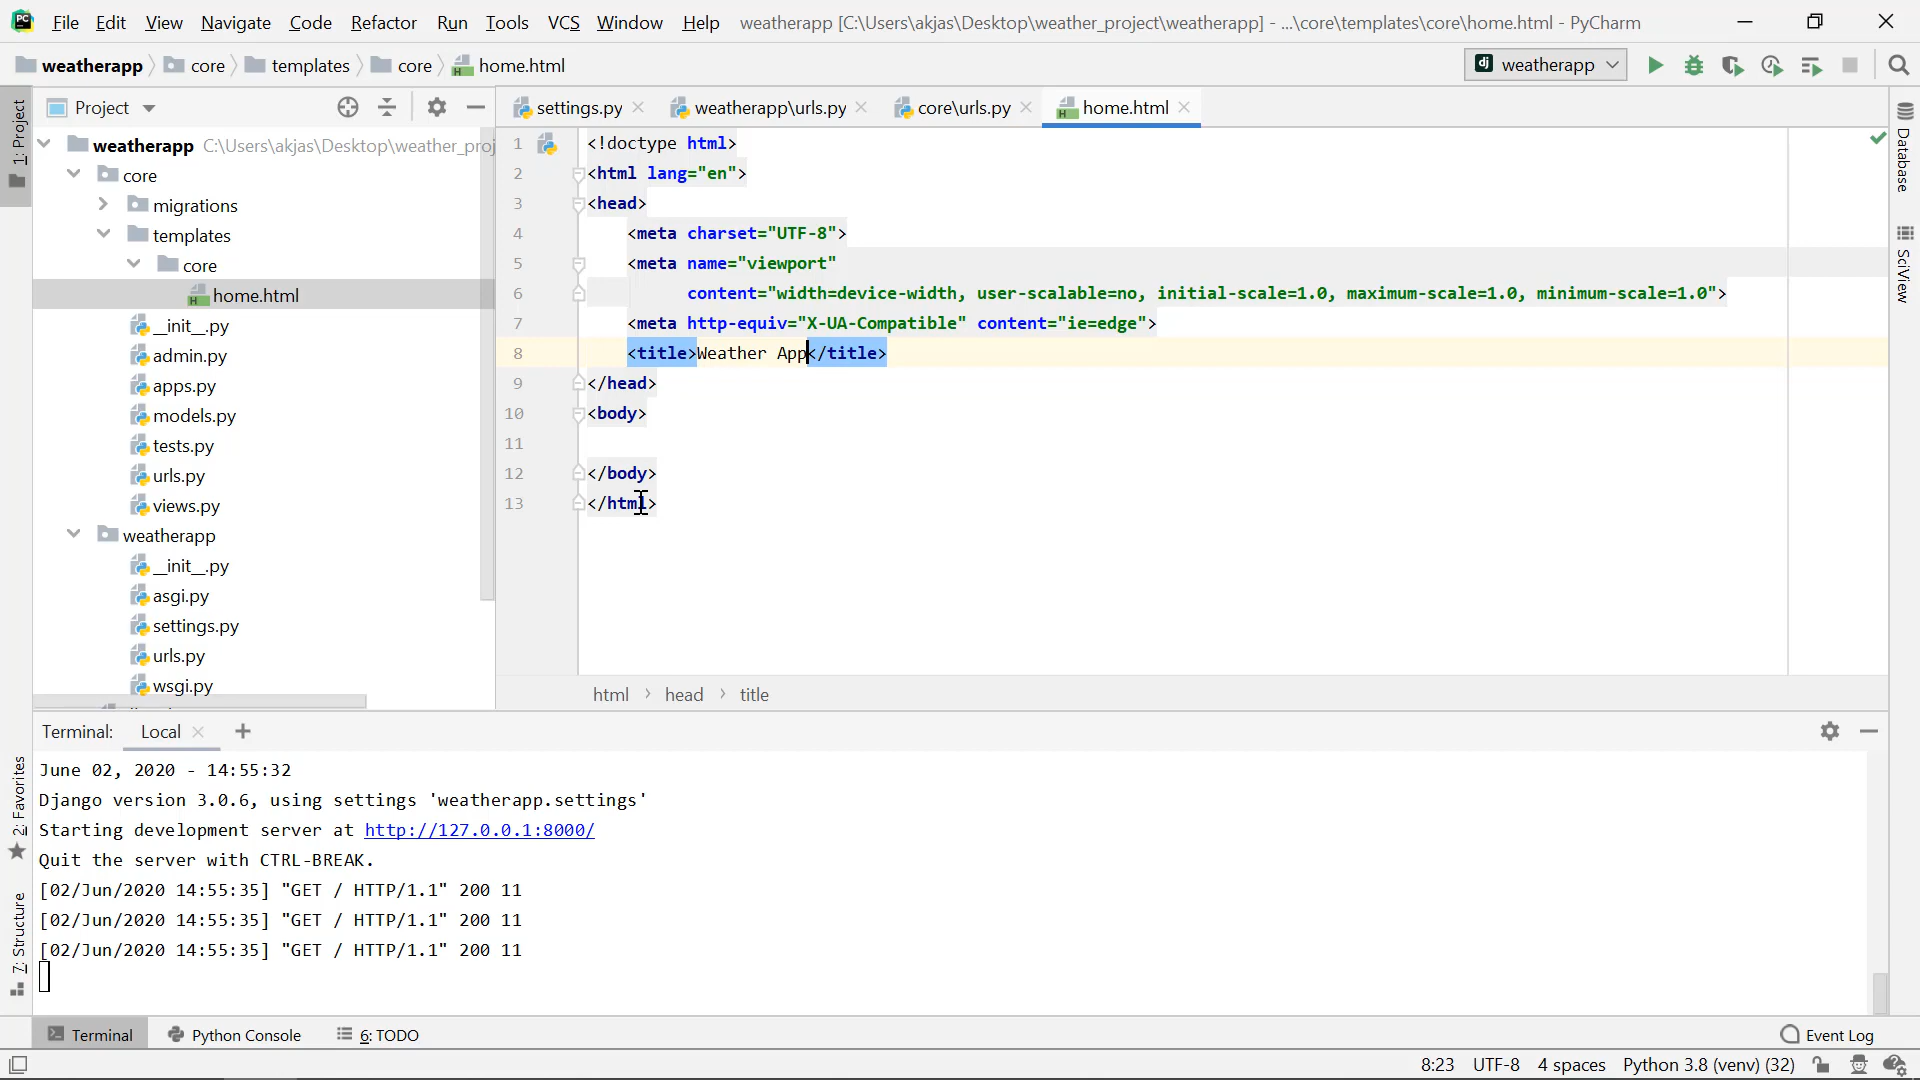 File Edit View Navigate Code Refactor Run Tools VCS Window Help weatherapp [C:\Users\akjas\Desktop\weather_project\weatherapp] - ...\core\templates\core\home.html - PyCharm
weatherapp core templates core home.html weatherapp
Project settings.py weatherapp\urls.py core\urls.py home.html
1: Project
weatherapp C:\Users\akjas\Desktop\weather_proj
core
migrations
templates
core
home.html
__init__.py
admin.py
apps.py
models.py
tests.py
urls.py
views.py
weatherapp
__init__.py
asgi.py
settings.py
urls.py
wsgi.py
1 <!doctype html>
2 <html lang="en">
3 <head>
4 <meta charset="UTF-8">
5 <meta name="viewport"
6 content="width=device-width, user-scalable=no, initial-scale=1.0, maximum-scale=1.0, minimum-scale=1.0">
7 <meta http-equiv="X-UA-Compatible" content="ie=edge">
8 <title>Weather App</title>
9 </head>
10 <body>
11
12 </body>
13 </html>
Database
SciView
html head title
Terminal: Local
2: Favorites
7: Structure
June 02, 2020 - 14:55:32
Django version 3.0.6, using settings 'weatherapp.settings'
Starting development server at http://127.0.0.1:8000/
Quit the server with CTRL-BREAK.
[02/Jun/2020 14:55:35] "GET / HTTP/1.1" 200 11
[02/Jun/2020 14:55:35] "GET / HTTP/1.1" 200 11
[02/Jun/2020 14:55:35] "GET / HTTP/1.1" 200 11
Terminal Python Console 6: TODO Event Log
8:23 UTF-8 4 spaces Python 3.8 (venv) (32)